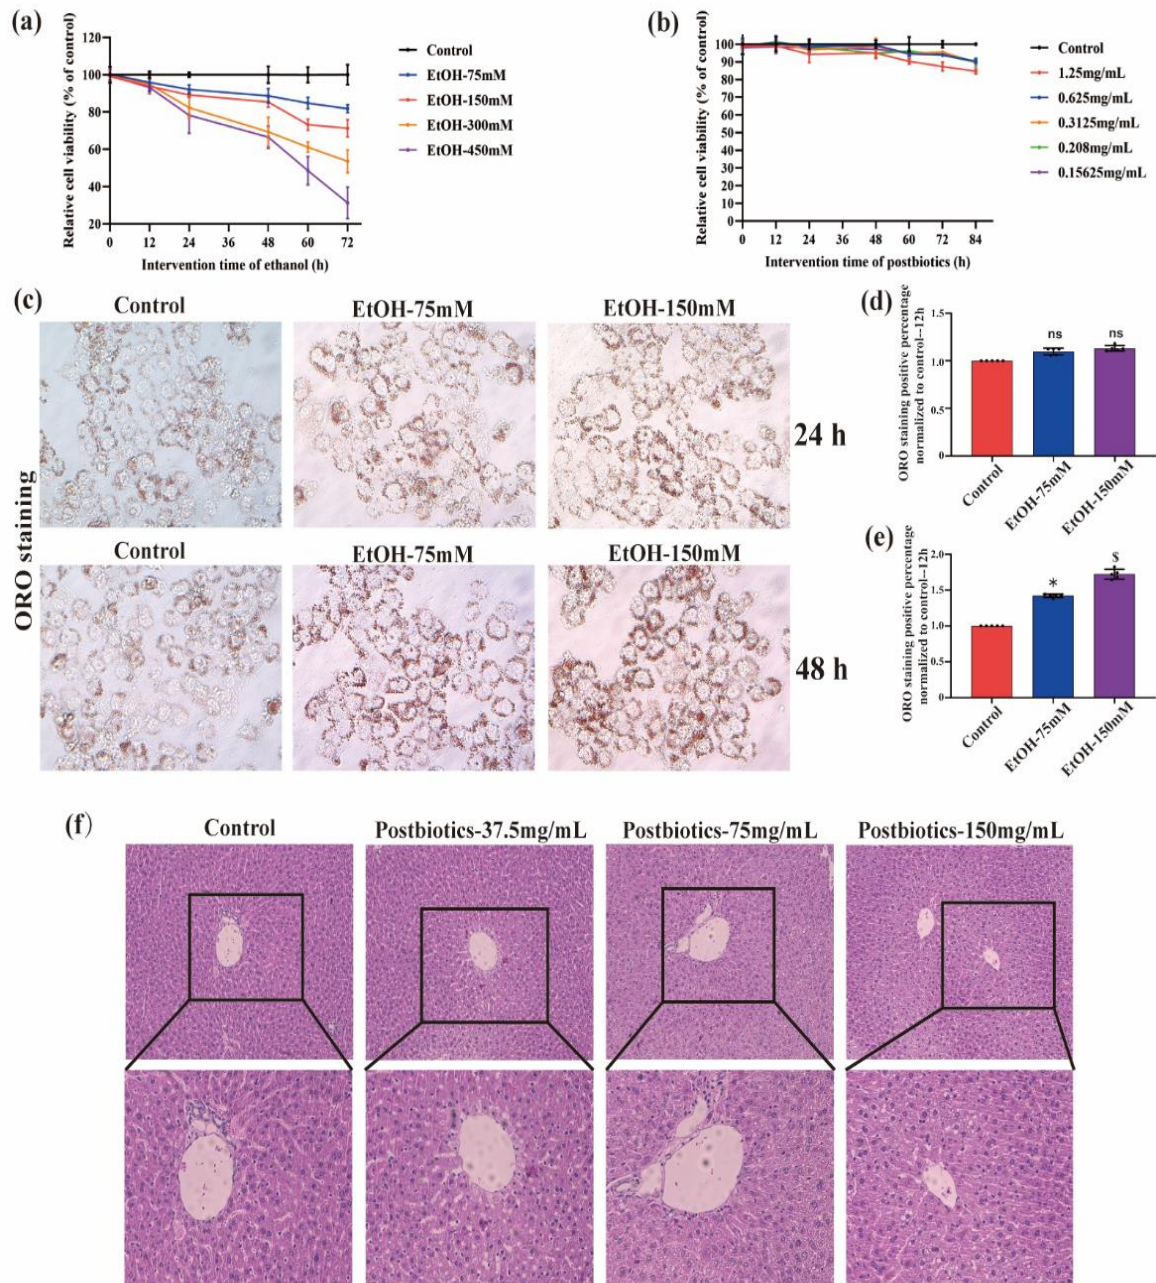 (a)
Relative cell viability (% of control)
120
100
80
60
40
20
0 12 24 36 48 60 72
Intervention time of ethanol (h)
Control
EtOH-75mM
EtOH-150mM
EtOH-300mM
EtOH-450mM
(b)
Relative cell viability (% of control)
100
90
80
70
60
50
40
30
20
10
0
0 12 24 36 48 60 72 84
Intervention time of postbiotics (h)
Control
1.25mg/mL
0.625mg/mL
0.3125mg/mL
0.208mg/mL
0.15625mg/mL
(c)
ORO staining
Control EtOH-75mM EtOH-150mM
24 h
Control EtOH-75mM EtOH-150mM
48 h
(d)
ORO staining positive percentage
normalized to control--12h
1.5
1.0
0.5
0
ns ns
Control EtOH-75mM EtOH-150mM
(e)
ORO staining positive percentage
normalized to control--12h
2.0
1.5
1.0
0.5
0
* $
Control EtOH-75mM EtOH-150mM
(f)
Control Postbiotics-37.5mg/mL Postbiotics-75mg/mL Postbiotics-150mg/mL